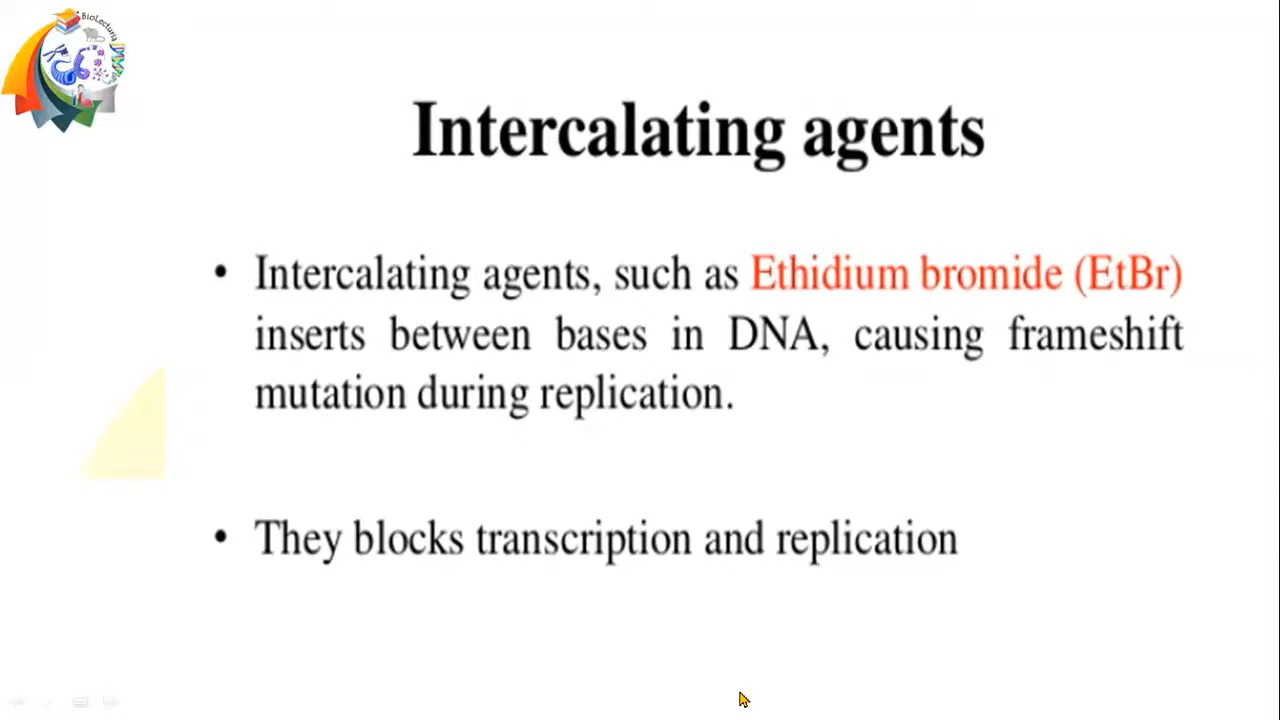 BioLecturia
Intercalating agents
• Intercalating agents, such as Ethidium bromide (EtBr)
inserts between bases in DNA, causing frameshift
mutation during replication.
• They blocks transcription and replication